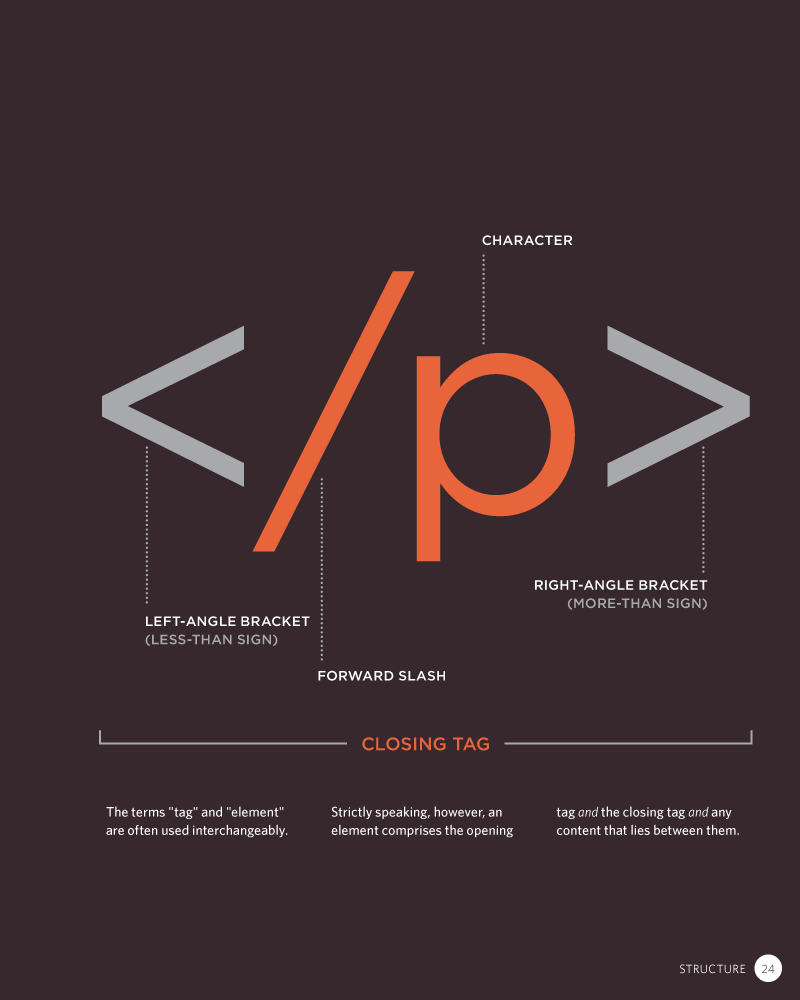 CHARACTER
</p>
RIGHT-ANGLE BRACKET
(MORE-THAN SIGN)
LEFT-ANGLE BRACKET
(LESS-THAN SIGN)
FORWARD SLASH
CLOSING TAG
The terms "tag" and "element"
are often used interchangeably.
Strictly speaking, however, an
element comprises the opening
tag and the closing tag and any
content that lies between them.
STRUCTURE 24